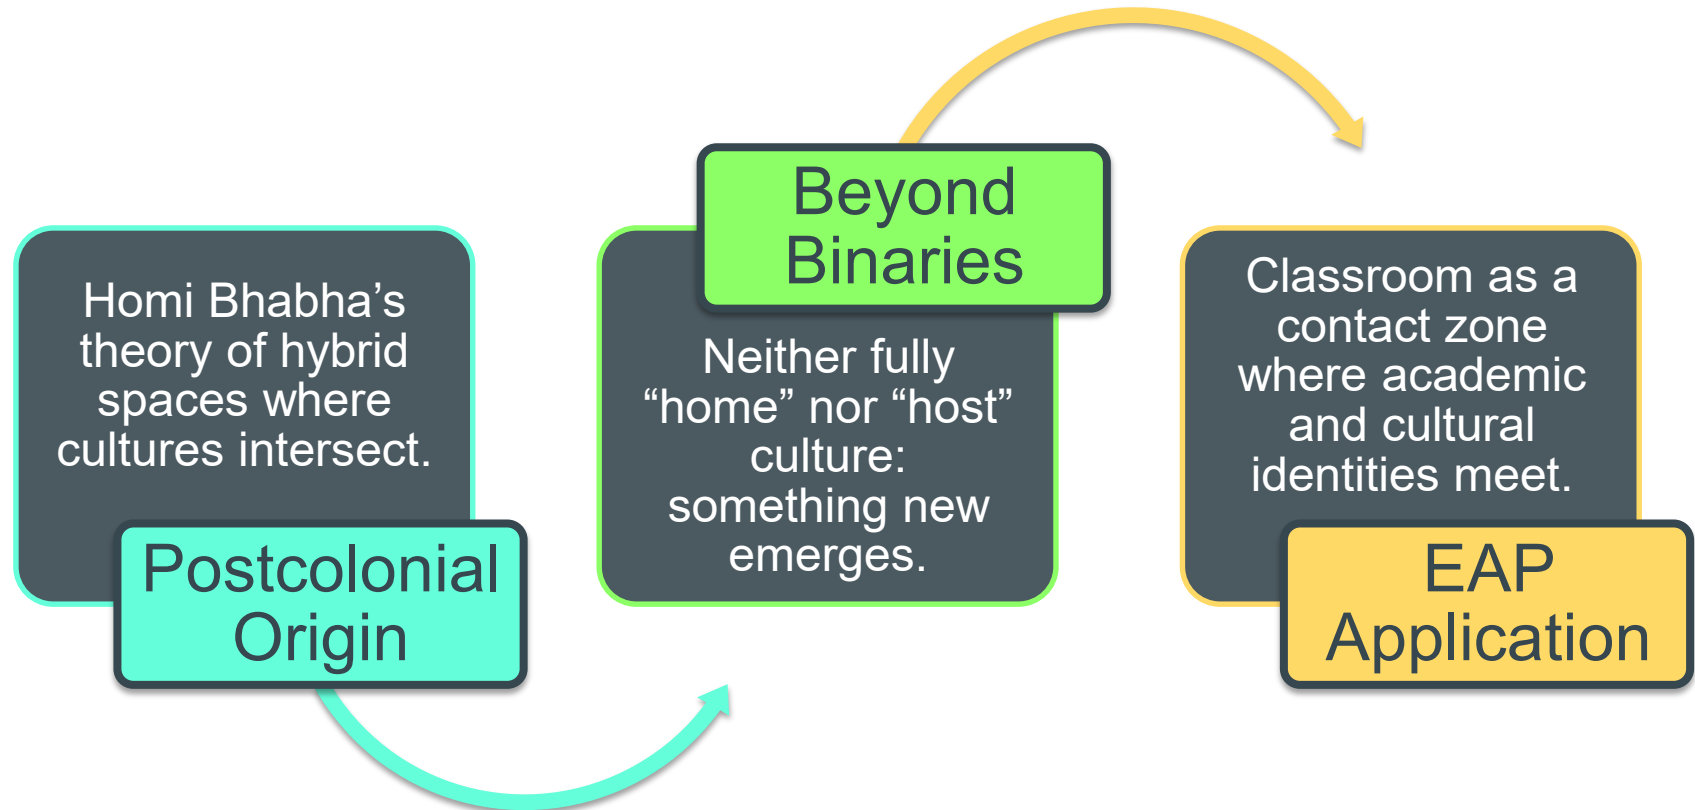 Homi Bhabha’s
theory of hybrid
spaces where
cultures intersect.
Postcolonial
Origin
Beyond
Binaries
Neither fully
“home” nor “host”
culture:
something new
emerges.
Classroom as a
contact zone
where academic
and cultural
identities meet.
EAP
Application